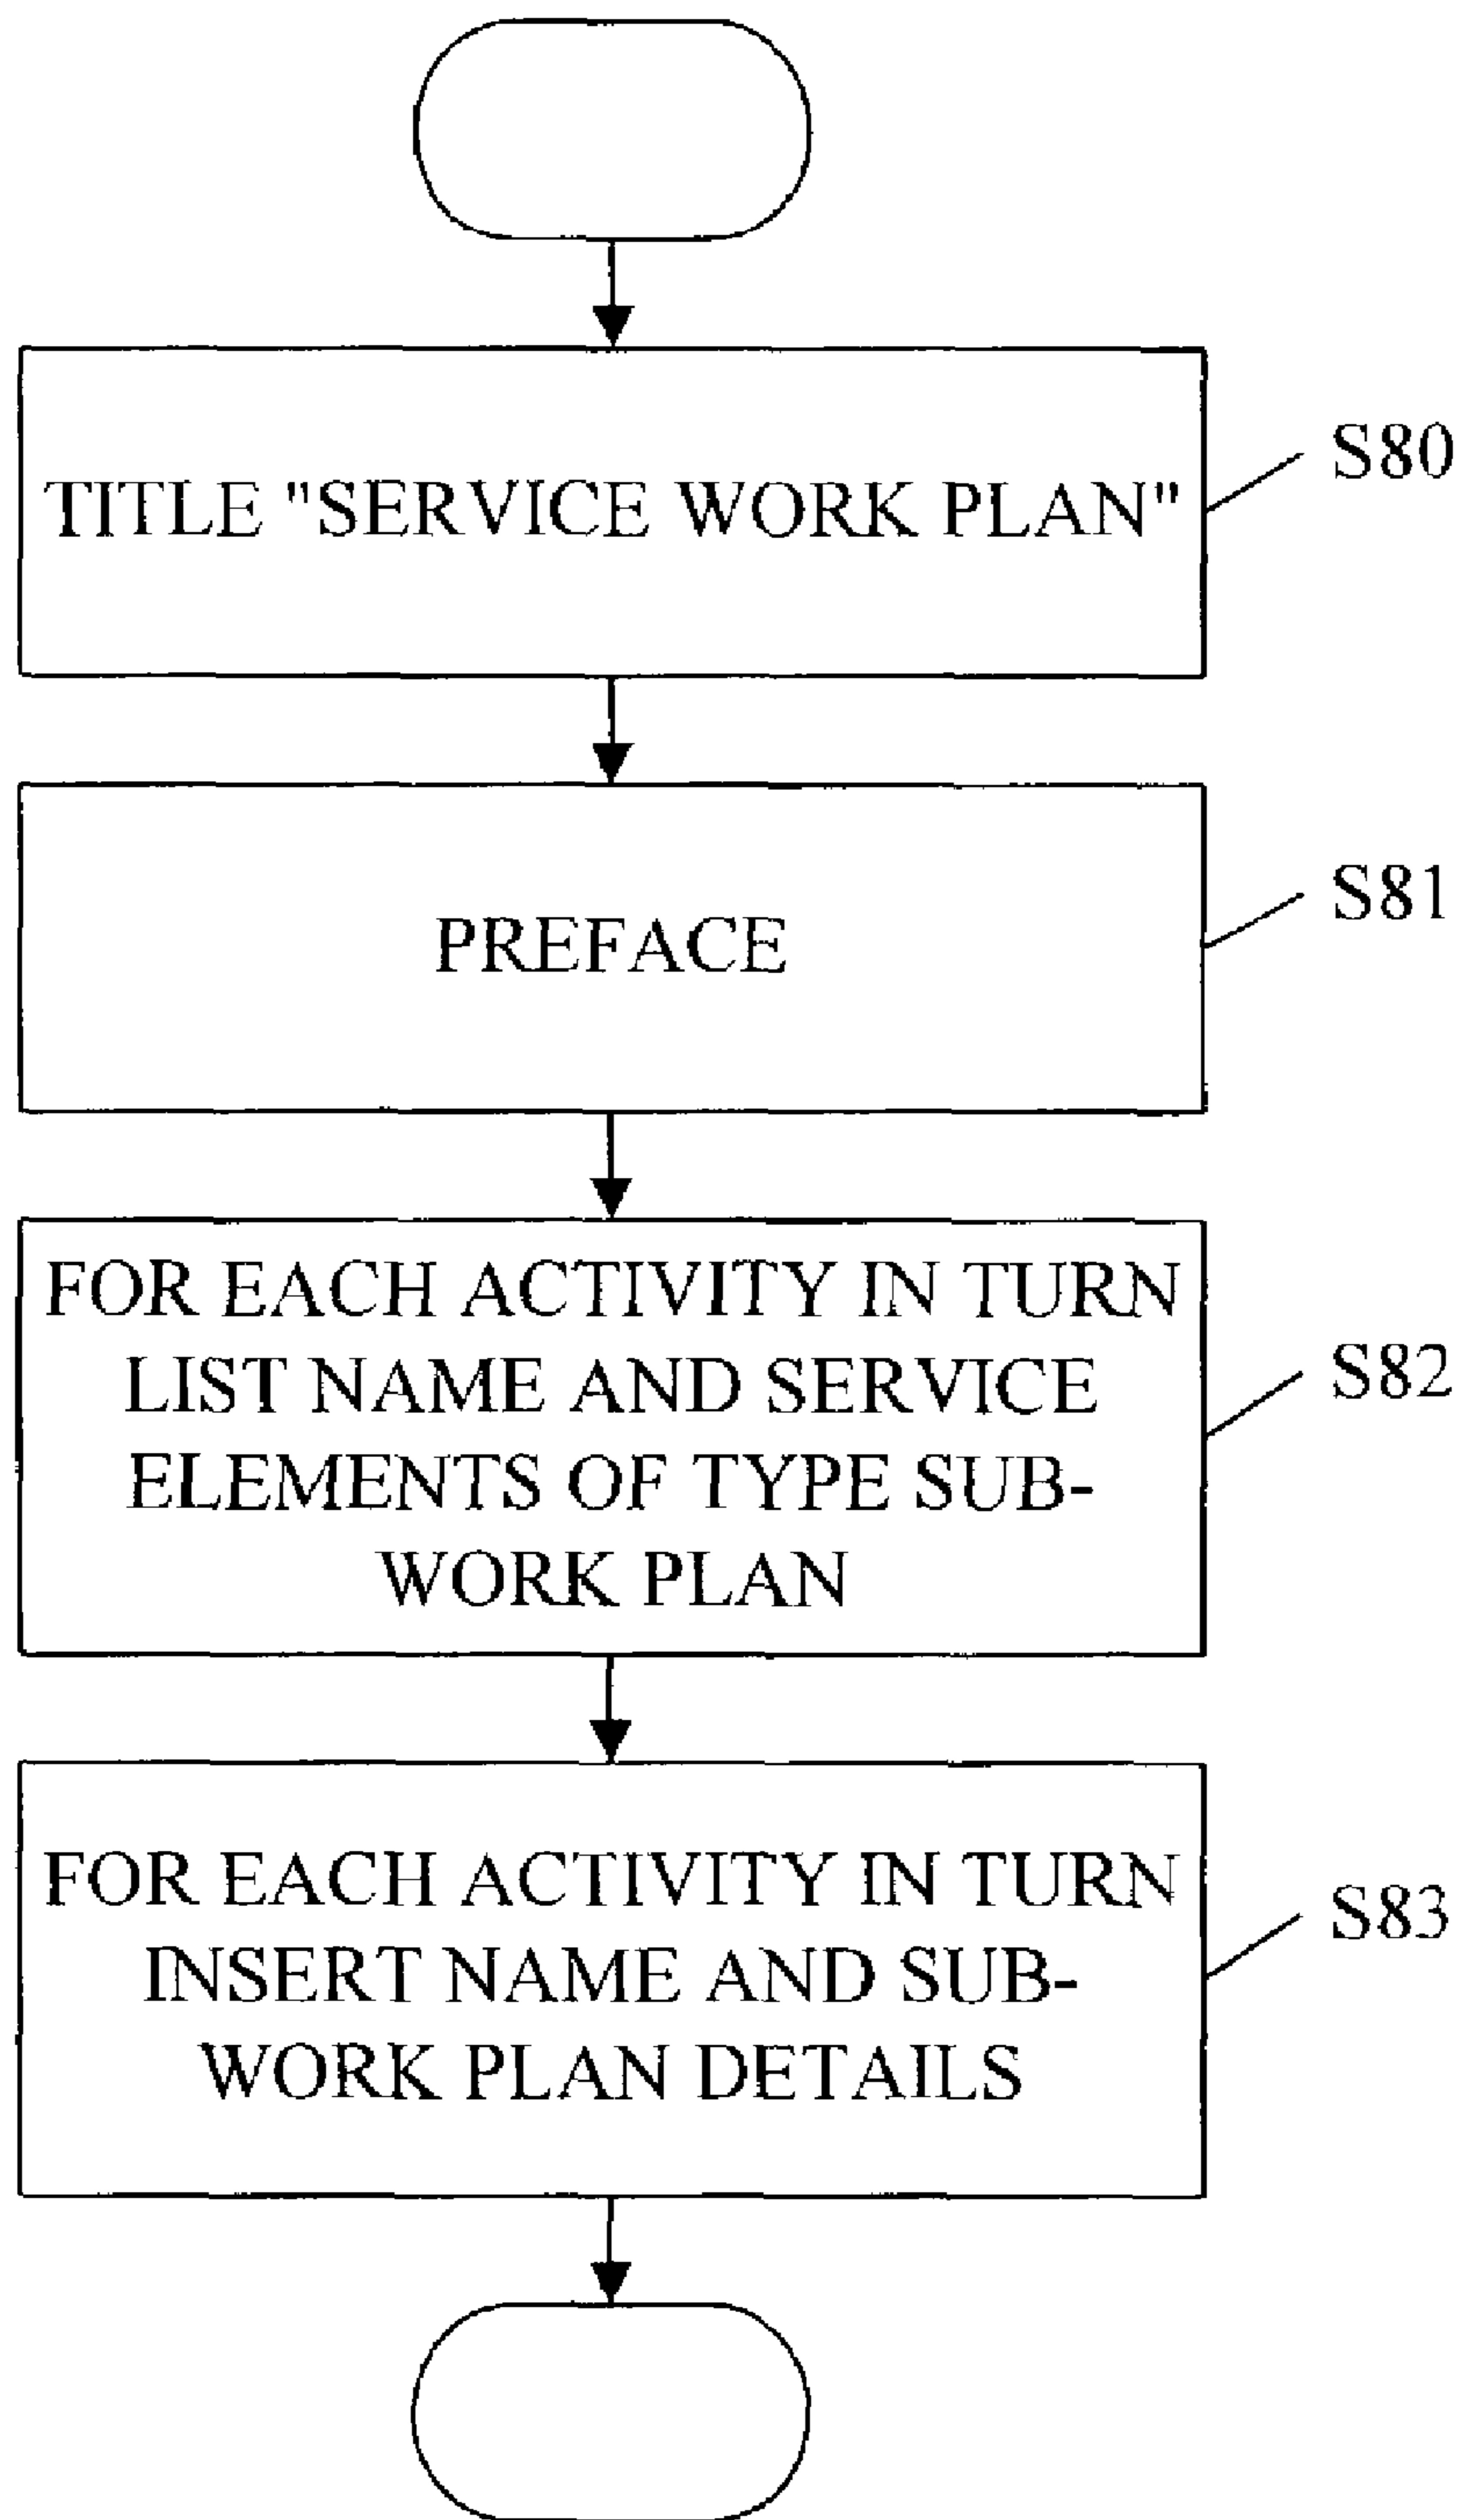 TITLE "SERVICE WORK PLAN"
S80
PREFACE
S81
FOR EACH ACTIVITY IN TURN
LIST NAME AND SERVICE
ELEMENTS OF TYPE SUB-
WORK PLAN
S82
FOR EACH ACTIVITY IN TURN
INSERT NAME AND SUB-
WORK PLAN DETAILS
S83